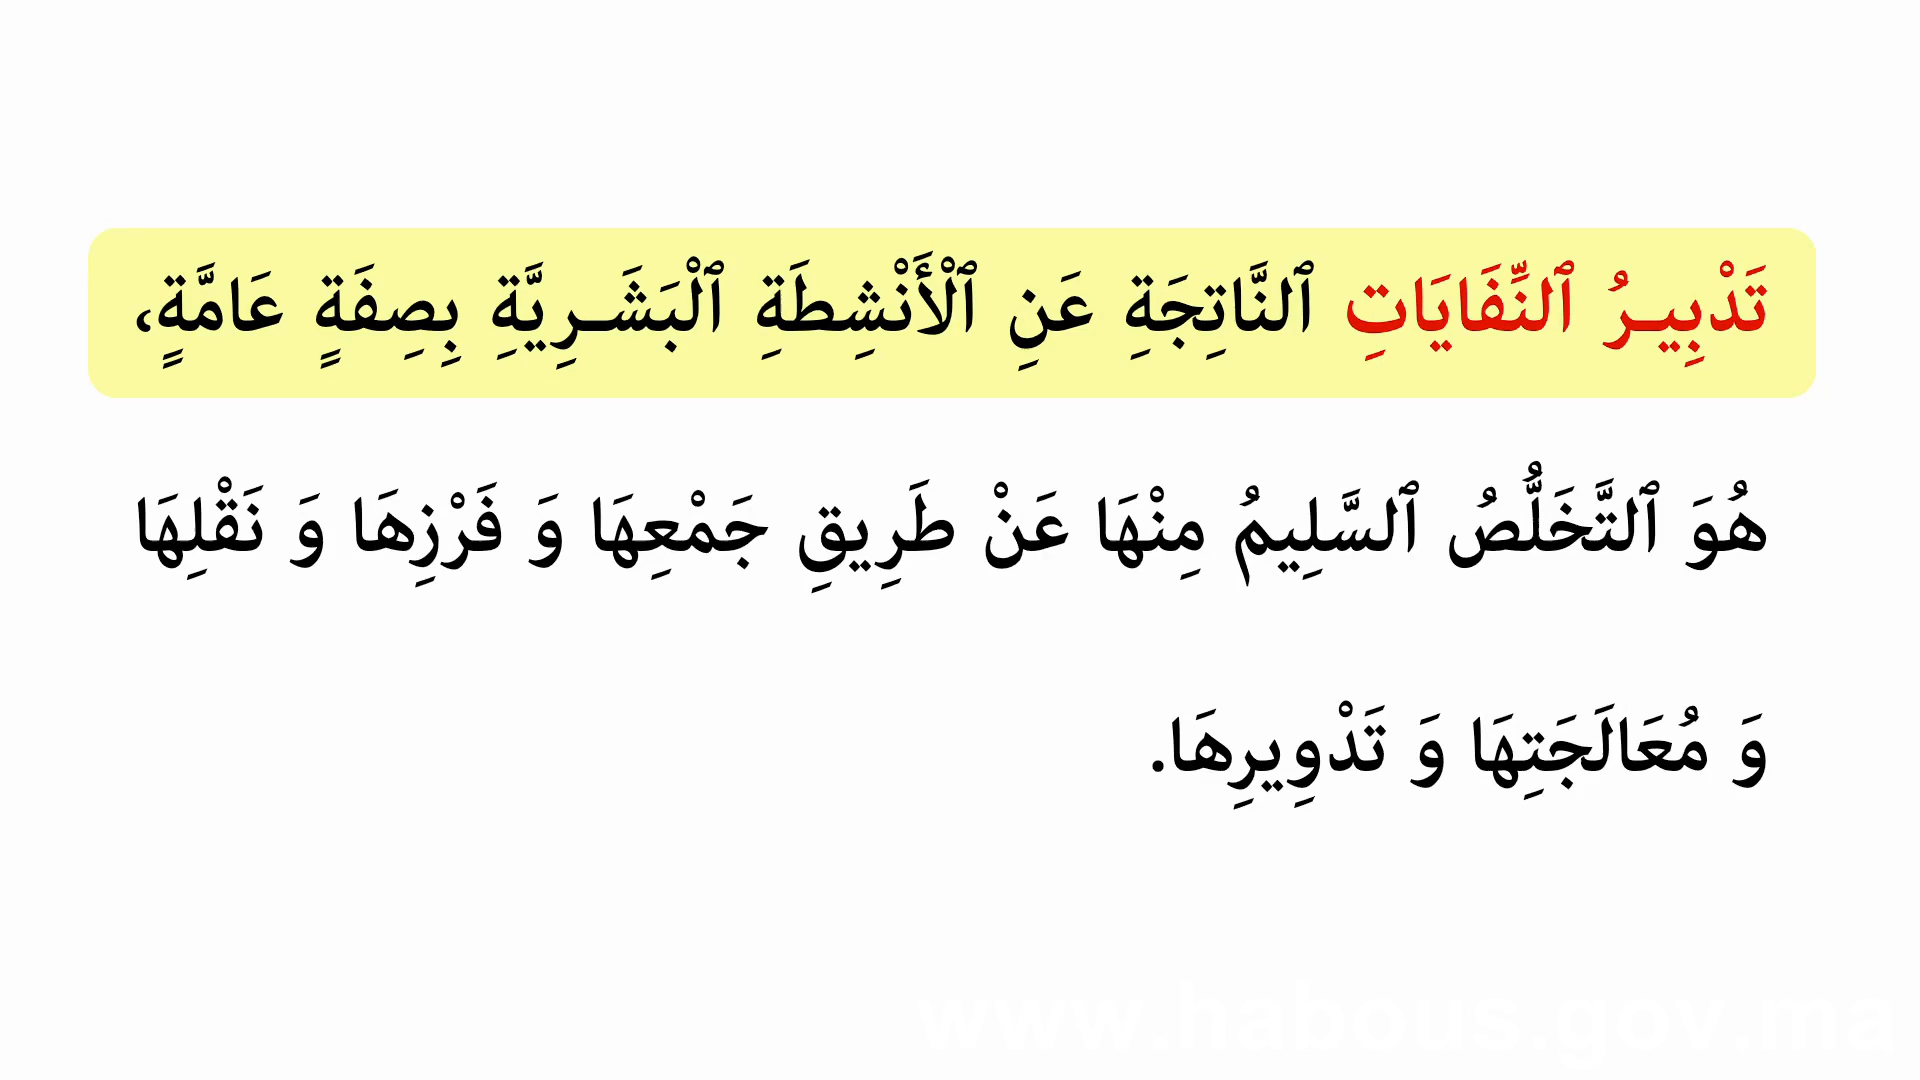 تَدْبِيـرُ ٱلنِّفَايَاتِ ٱلنَّاتِجَةِ عَنِ ٱلْأَنْشِطَةِ ٱلْبَشَـرِيَّةِ بِصِفَةٍ عَامَّةٍ،
هُوَ ٱلتَّخَلُّصُ ٱلسَّلِيمُ مِنْهَا عَنْ طَرِيقِ جَمْعِهَا وَ فَرْزِهَا وَ نَقْلِهَا
وَ مُعَالَجَتِهَا وَ تَدْوِيرِهَا.
www.habous.gov.ma